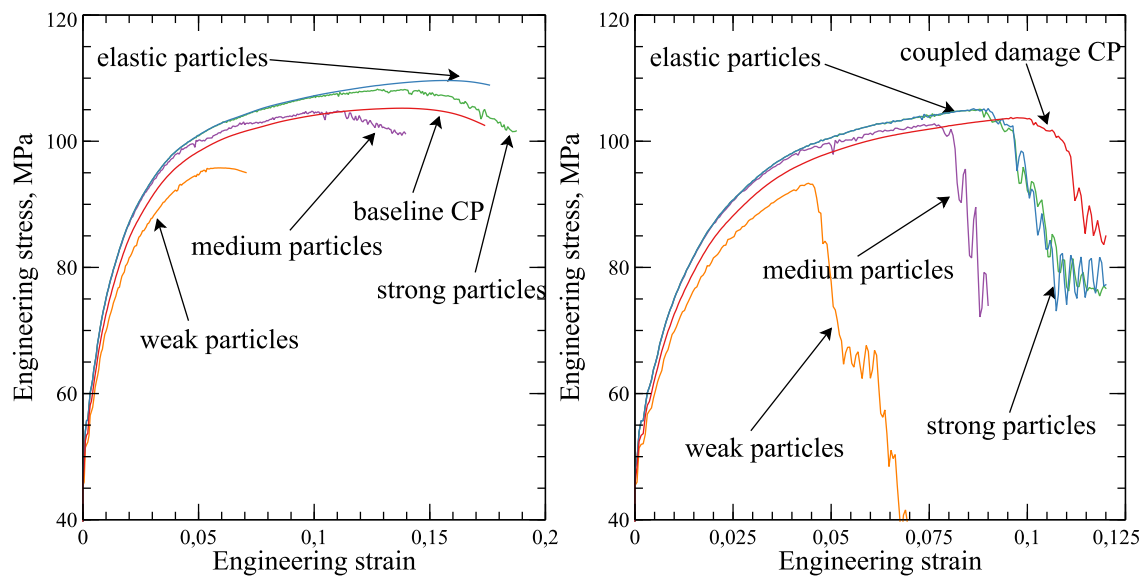 120
100
80
60
40
Engineering stress, MPa
0
0,05
0,1
0,15
0,2
Engineering strain
elastic particles
medium particles
baseline CP
strong particles
weak particles
120
100
80
60
40
Engineering stress, MPa
0
0,025
0,05
0,075
0,1
0,125
Engineering strain
elastic particles
coupled damage CP
medium particles
weak particles
strong particles